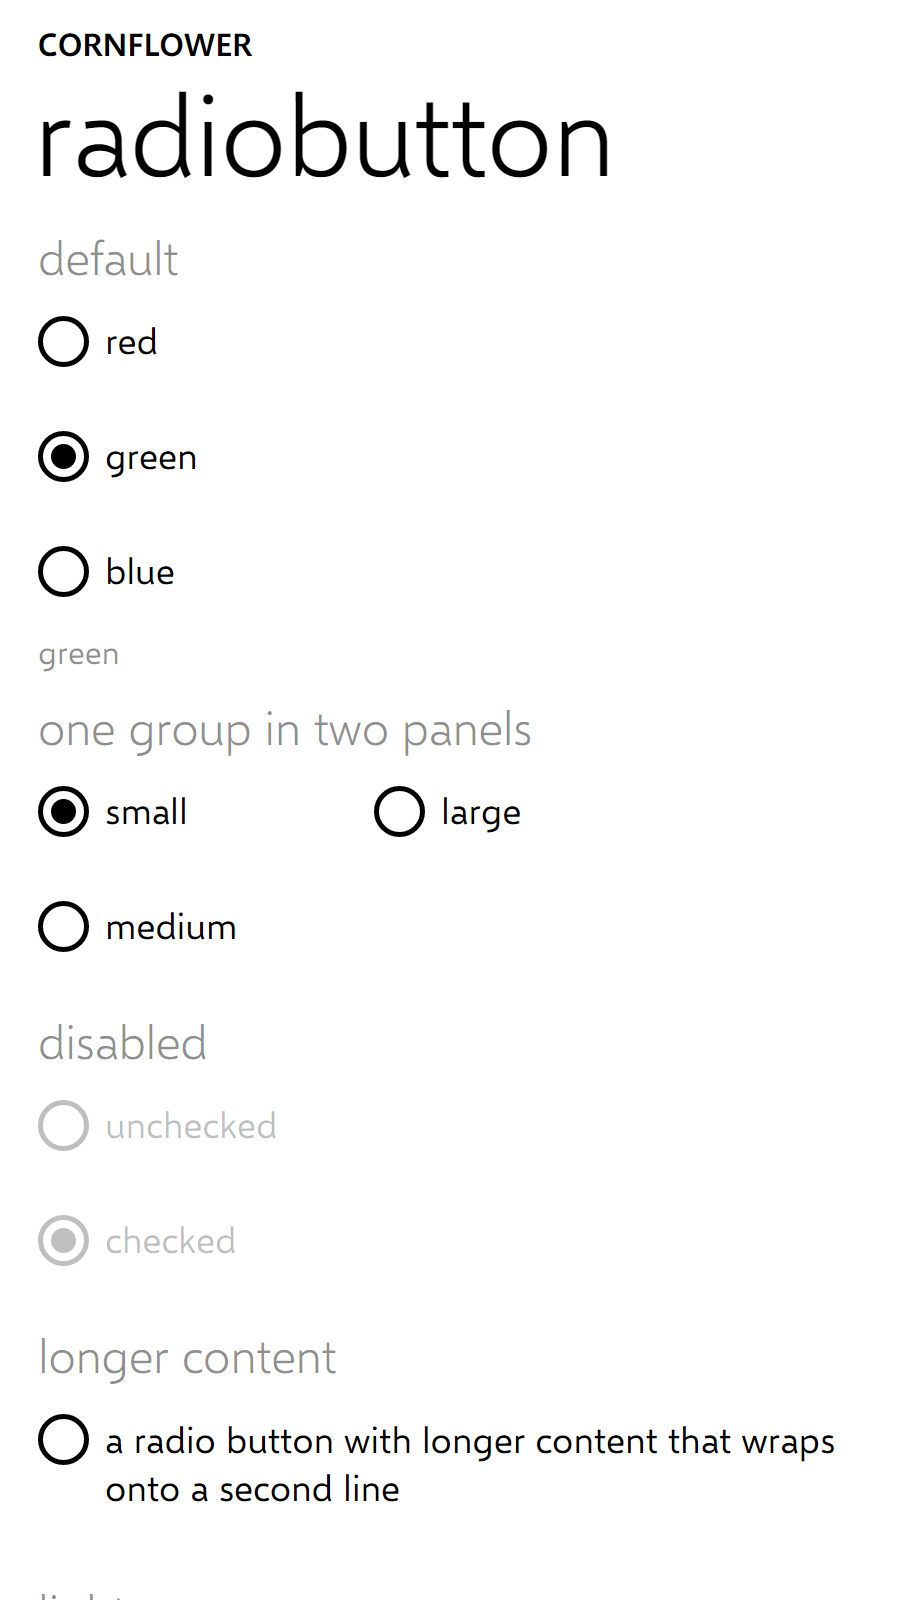 CORNFLOWER
radiobutton
default
red
green
blue
green
one group in two panels
small large
medium
disabled
unchecked
checked
longer content
a radio button with longer content that wraps
onto a second line